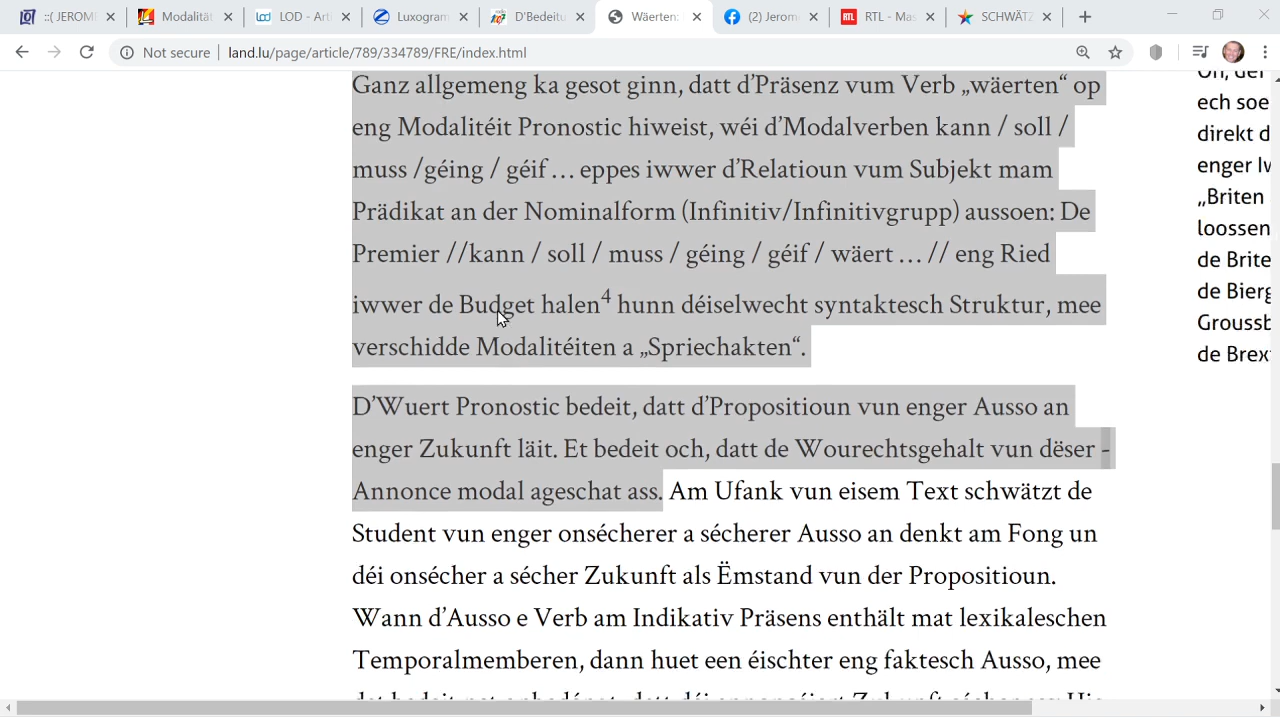 ::( JEROMI
Modalität
LOD - Arti
Luxogram
D'Bedeitu
Wäerten:
(2) Jerome
RTL - Mas
SCHWÄTZ
Not secure | land.lu/page/article/789/334789/FRE/index.html
Ganz allgemeng ka gesot ginn, datt d’Präsenz vum Verb „wäerten“ op
eng Modalitéit Pronostic hiweist, wéi d’Modalverben kann / soll /
muss /géing / géif … eppes iwwer d’Relatioun vum Subjekt mam
Prädikat an der Nominalform (Infinitiv/Infinitivgrupp) aussoen: De
Premier //kann / soll / muss / géing / géif / wäert … // eng Ried
iwwer de Budget halen4 hunn déiselwecht syntaktesch Struktur, mee
verschidde Modalitéiten a „Spriechakten“.
D’Wuert Pronostic bedeit, datt d’Propositioun vun enger Ausso an
enger Zukunft läit. Et bedeit och, datt de Wourechtsgehalt vun dëser -
Annonce modal ageschat ass. Am Ufank vun eisem Text schwätzt de
Student vun enger onsécherer a sécherer Ausso an denkt am Fong un
déi onsécher a sécher Zukunft als Ëmstand vun der Propositioun.
Wann d’Ausso e Verb am Indikativ Präsens enthält mat lexikaleschen
Temporalmemberen, dann huet een éischter eng faktesch Ausso, mee
ech soe
direkt d
enger Iw
„Briten
loossen
de Brite
de Bierg
Groussb
de Brex